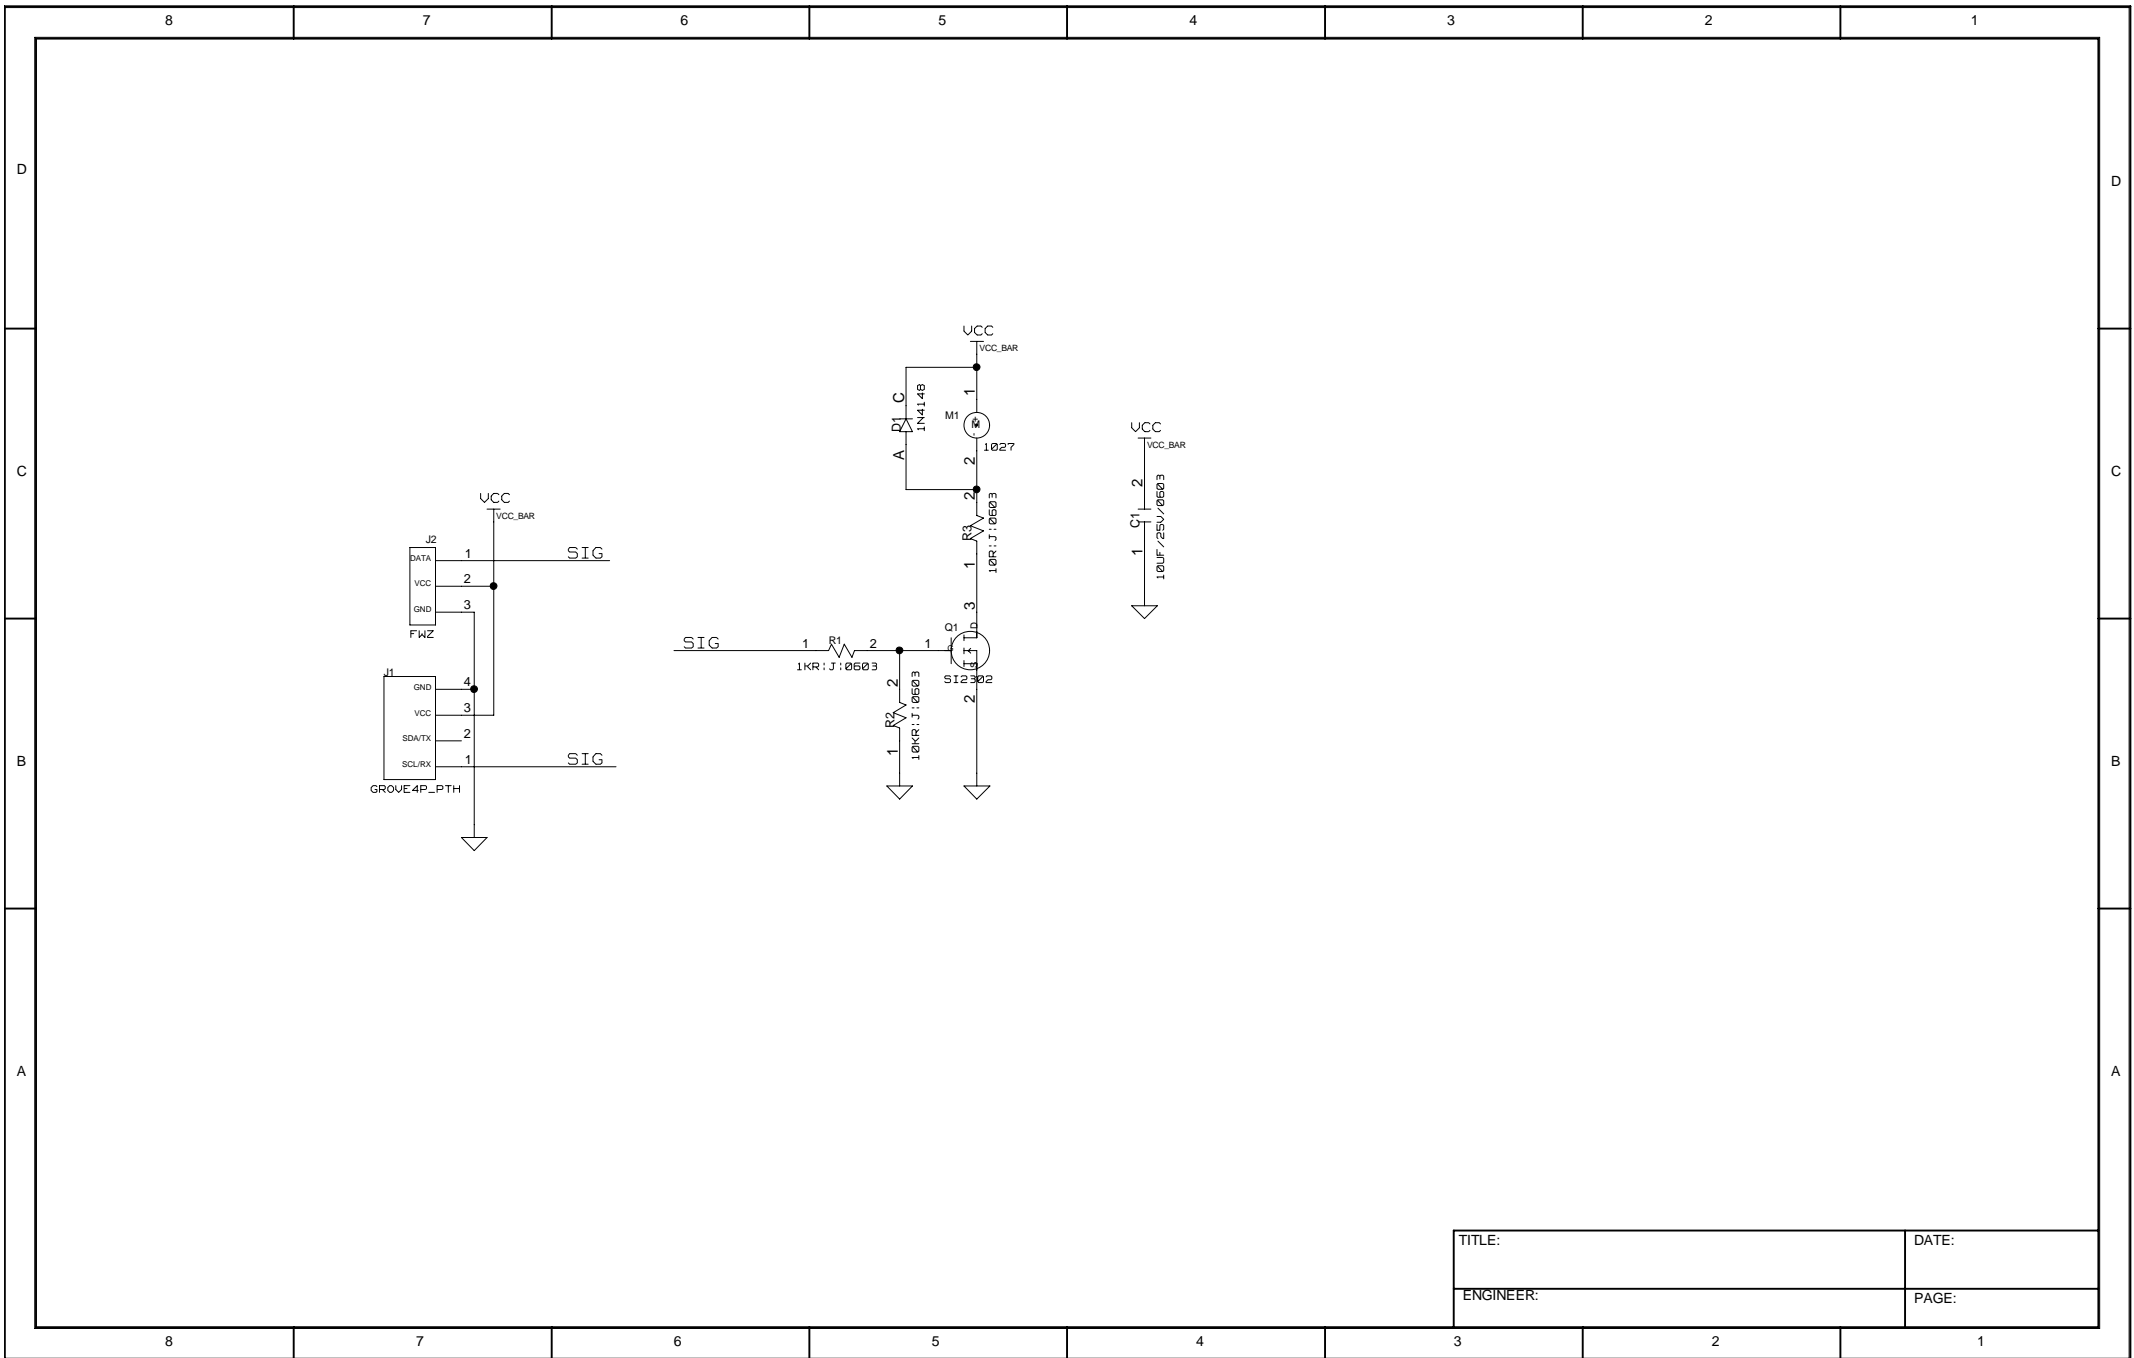 8 7 6 5 4 3 2 1
D D
C C
B B
A A
VCC
VCC_BAR
1
C
D1
1N4148
A
M1
M
1027
2
2
R3
10R;J;0603
1
VCC
VCC_BAR
2
C1
1
10UF/25V/0603
VCC
VCC_BAR
J2
DATA 1 SIG
VCC 2
GND 3
FWZ
J1
GND 4
VCC 3
SDA/TX 2
SCL/RX 1 SIG
GROVE4P_PTH
SIG 1 R1 2 1
1KR;J;0603
2
R2
10KR;J;0603
1
3
Q1
D
G
S
SI2302
2
TITLE: DATE:
ENGINEER: PAGE:
8 7 6 5 4 3 2 1